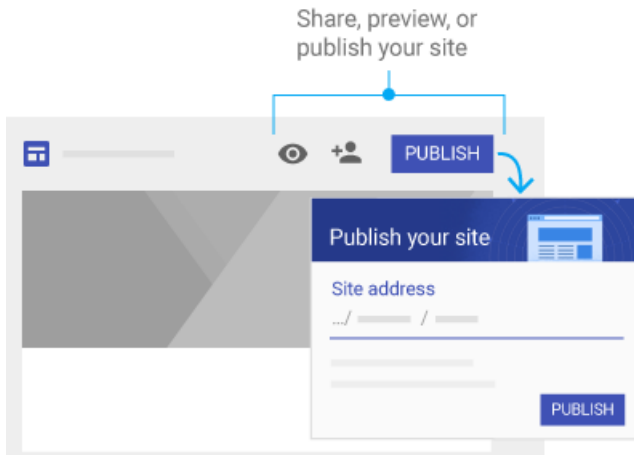 Share, preview, or
publish your site
PUBLISH
Publish your site
Site address
.../ /
PUBLISH